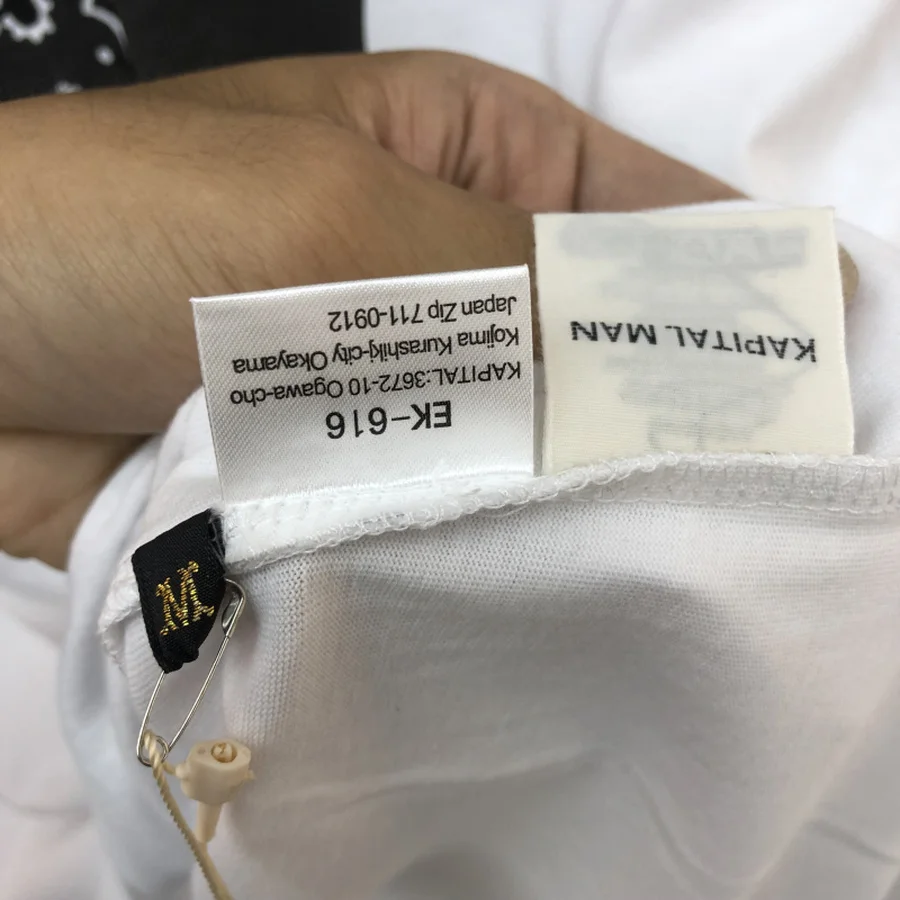 EK-616
KAPITAL:3672-10 Ogawa-cho
Kojima Kurashiki-city Okayama
Japan Zip 711-0912
KAPITAL MAN